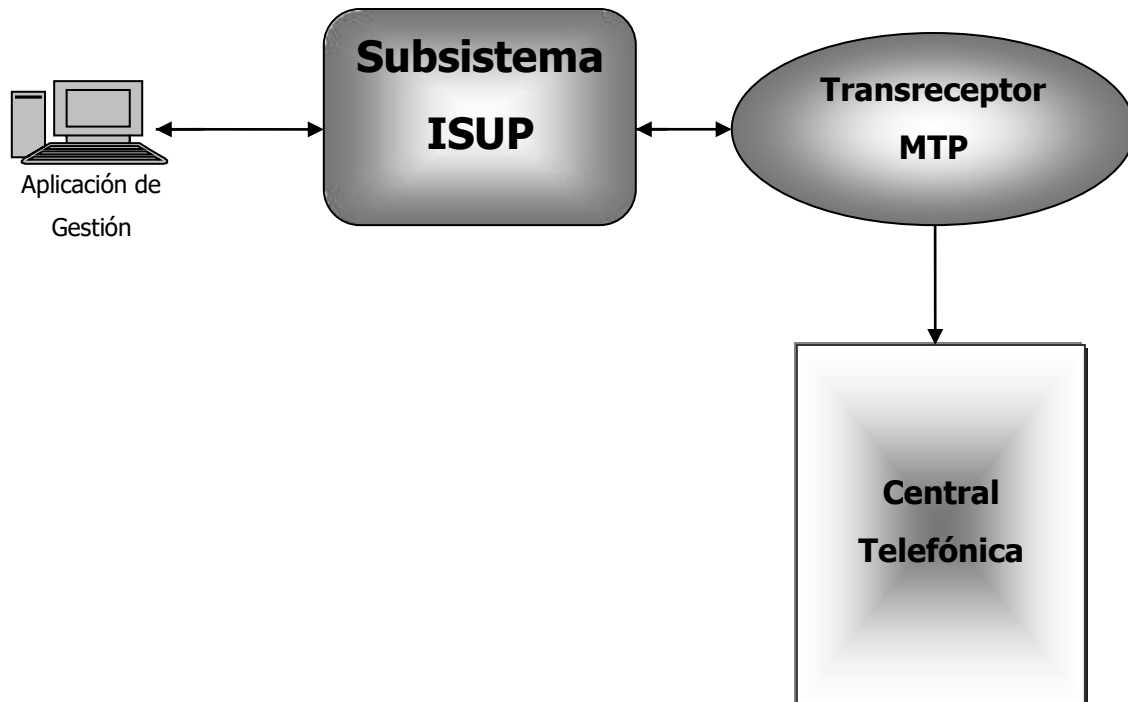 Subsistema
ISUP
Transreceptor
MTP
Aplicación de
Gestión
Central
Telefónica